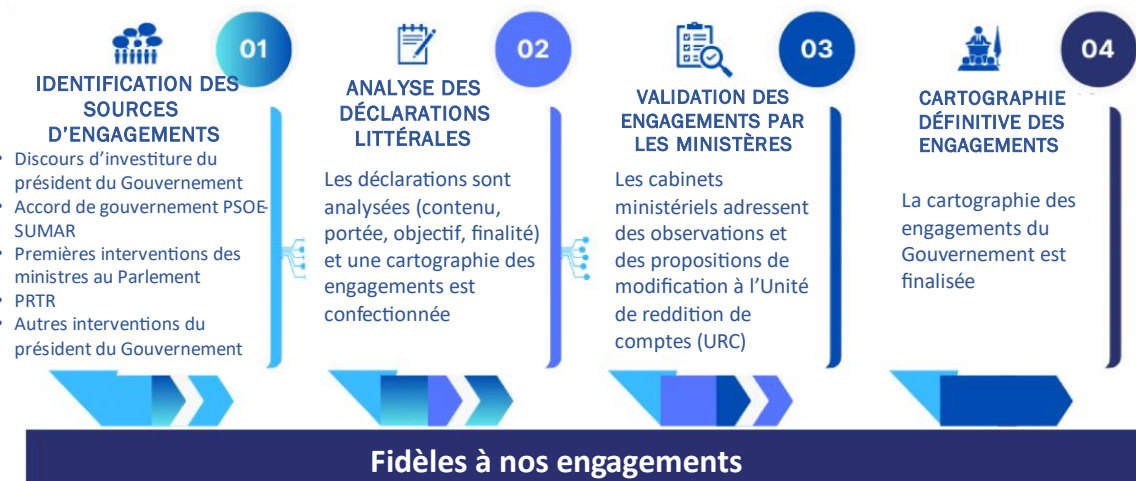 01
IDENTIFICATION DES
SOURCES
D'ENGAGEMENTS
• Discours d'investiture du
président du Gouvernement
• Accord de gouvernement PSOE-
SUMAR
• Premières interventions des
ministres au Parlement
• PRTR
• Autres interventions du
président du Gouvernement
02
ANALYSE DES
DÉCLARATIONS
LITTÉRALES
Les déclarations sont
analysées (contenu,
portée, objectif, finalité)
et une cartographie des
engagements est
confectionnée
03
VALIDATION DES
ENGAGEMENTS PAR
LES MINISTÈRES
Les cabinets
ministériels adressent
des observations et
des propositions de
modification à l'Unité
de reddition de
comptes (URC)
04
CARTOGRAPHIE
DÉFINITIVE DES
ENGAGEMENTS
La cartographie des
engagements du
Gouvernement est
finalisée
Fidèles à nos engagements